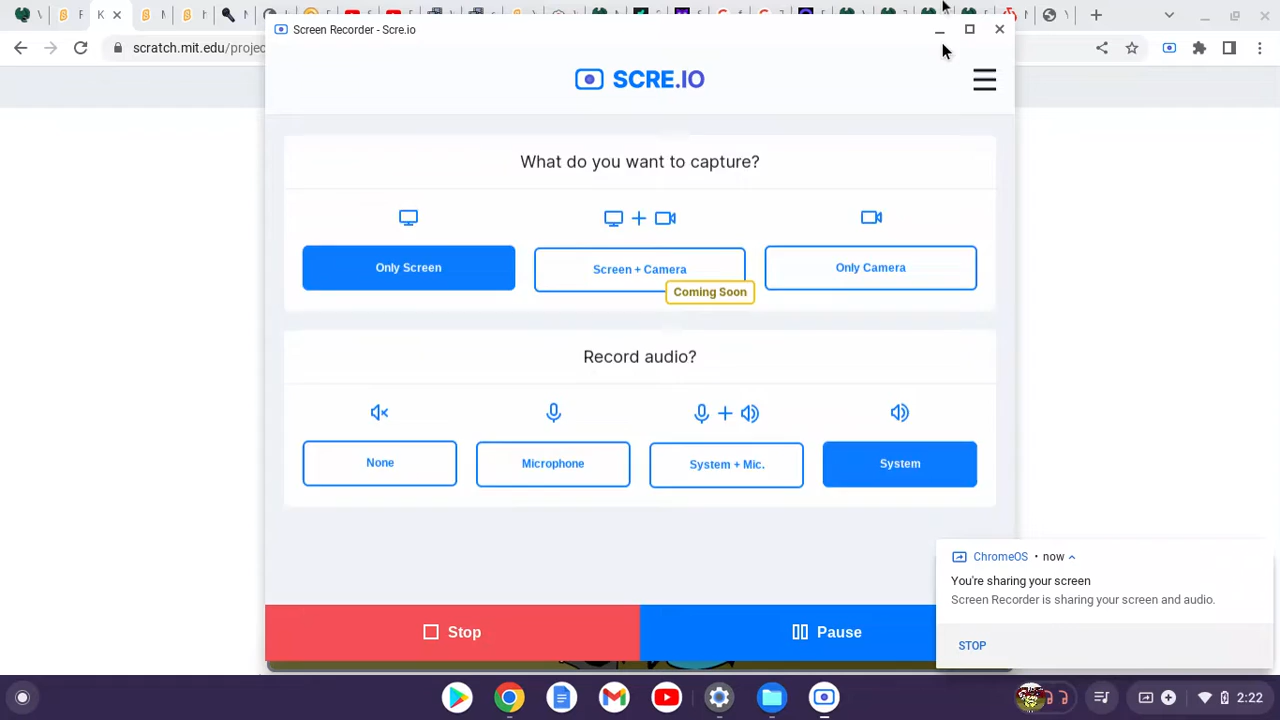 Screen Recorder - Scre.io
scratch.mit.edu/projec
SCRE.IO
What do you want to capture?
Only Screen
Screen + Camera
Only Camera
Coming Soon
Record audio?
None
Microphone
System + Mic.
System
ChromeOS • now
You're sharing your screen
Screen Recorder is sharing your screen and audio.
STOP
Stop
Pause
2:22